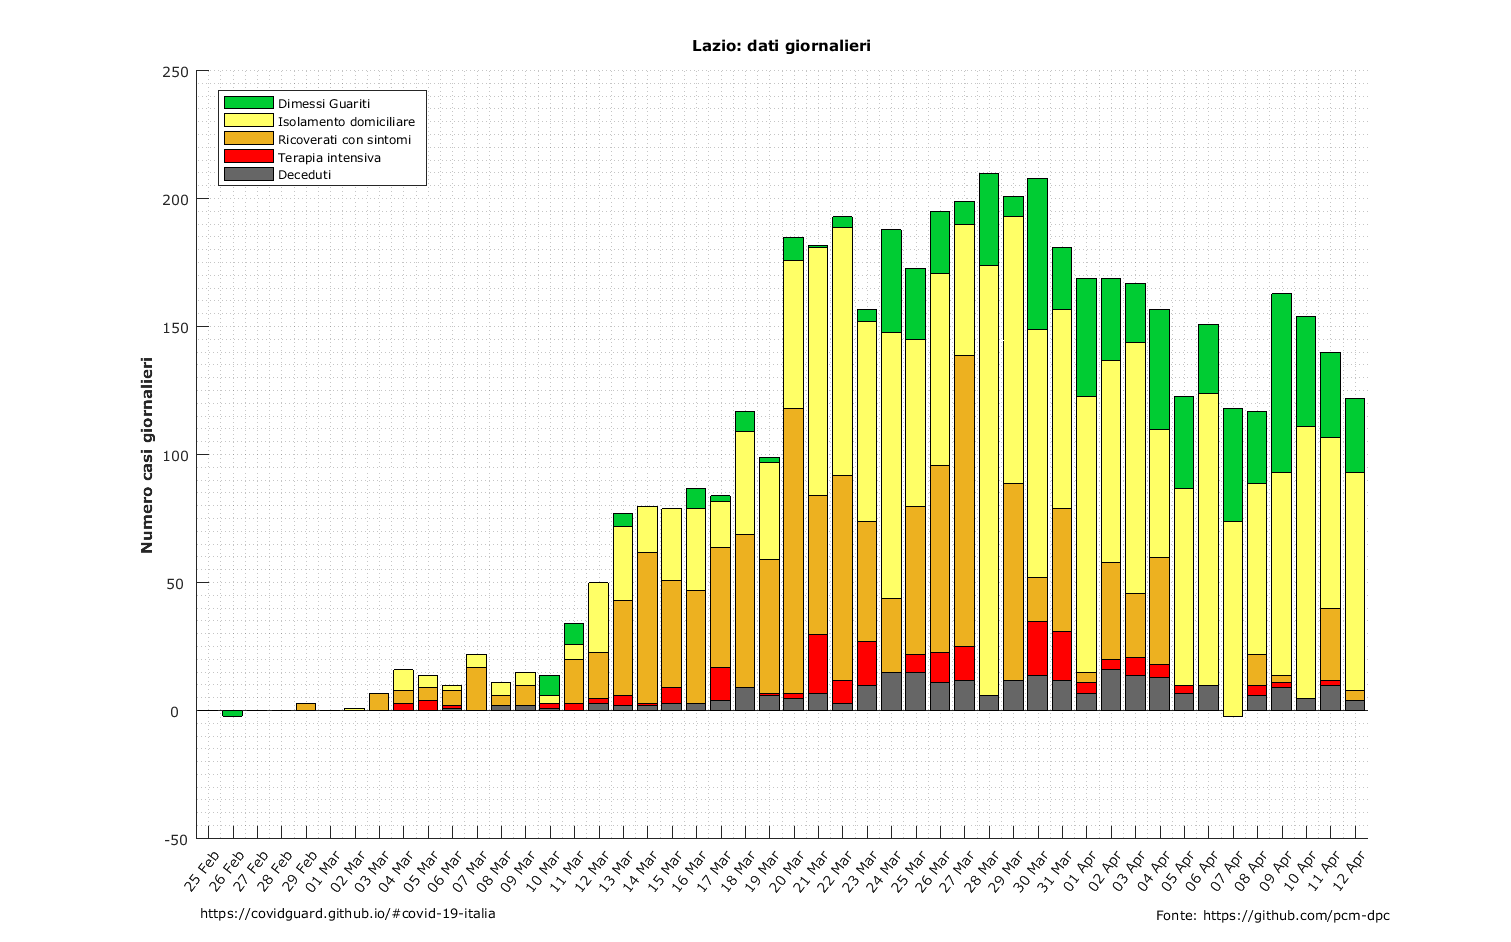 Lazio: dati giornalieri
250
200
150
100
50
0
-50
Numero casi giornalieri
Dimessi Guariti
Isolamento domiciliare
Ricoverati con sintomi
Terapia intensiva
Deceduti
25 Feb
26 Feb
27 Feb
28 Feb
29 Feb
01 Mar
02 Mar
03 Mar
04 Mar
05 Mar
06 Mar
07 Mar
08 Mar
09 Mar
10 Mar
11 Mar
12 Mar
13 Mar
14 Mar
15 Mar
16 Mar
17 Mar
18 Mar
19 Mar
20 Mar
21 Mar
22 Mar
23 Mar
24 Mar
25 Mar
26 Mar
27 Mar
28 Mar
29 Mar
30 Mar
31 Mar
01 Apr
02 Apr
03 Apr
04 Apr
05 Apr
06 Apr
07 Apr
08 Apr
09 Apr
10 Apr
11 Apr
12 Apr
https://covidguard.github.io/#covid-19-italia
Fonte: https://github.com/pcm-dpc